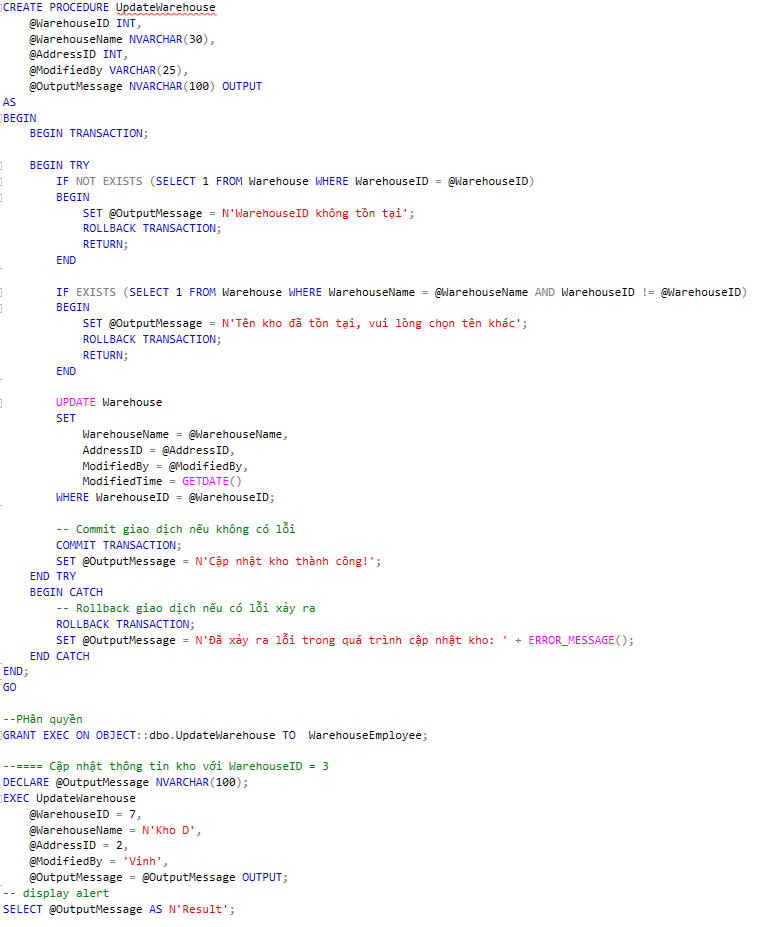 CREATE PROCEDURE UpdateWarehouse
    @WarehouseID INT,
    @WarehouseName NVARCHAR(30),
    @AddressID INT,
    @ModifiedBy VARCHAR(25),
    @OutputMessage NVARCHAR(100) OUTPUT
AS
BEGIN
    BEGIN TRANSACTION;
    BEGIN TRY
        IF NOT EXISTS (SELECT 1 FROM Warehouse WHERE WarehouseID = @WarehouseID)
        BEGIN
            SET @OutputMessage = N'WarehouseID không tồn tại';
            ROLLBACK TRANSACTION;
            RETURN;
        END
        IF EXISTS (SELECT 1 FROM Warehouse WHERE WarehouseName = @WarehouseName AND WarehouseID != @WarehouseID)
        BEGIN
            SET @OutputMessage = N'Tên kho đã tồn tại, vui lòng chọn tên khác';
            ROLLBACK TRANSACTION;
            RETURN;
        END
        UPDATE Warehouse
        SET
            WarehouseName = @WarehouseName,
            AddressID = @AddressID,
            ModifiedBy = @ModifiedBy,
            ModifiedTime = GETDATE()
        WHERE WarehouseID = @WarehouseID;
        -- Commit giao dịch nếu không có lỗi
        COMMIT TRANSACTION;
        SET @OutputMessage = N'Cập nhật kho thành công!';
    END TRY
    BEGIN CATCH
        -- Rollback giao dịch nếu có lỗi xảy ra
        ROLLBACK TRANSACTION;
        SET @OutputMessage = N'Đã xảy ra lỗi trong quá trình cập nhật kho: ' + ERROR_MESSAGE();
    END CATCH
END;
GO
--PHân quyền
GRANT EXEC ON OBJECT::dbo.UpdateWarehouse TO  WarehouseEmployee;
--==== Cập nhật thông tin kho với WarehouseID = 3
DECLARE @OutputMessage NVARCHAR(100);
EXEC UpdateWarehouse
    @WarehouseID = 7,
    @WarehouseName = N'Kho D',
    @AddressID = 2,
    @ModifiedBy = 'Vinh',
    @OutputMessage = @OutputMessage OUTPUT;
-- display alert
SELECT @OutputMessage AS N'Result';